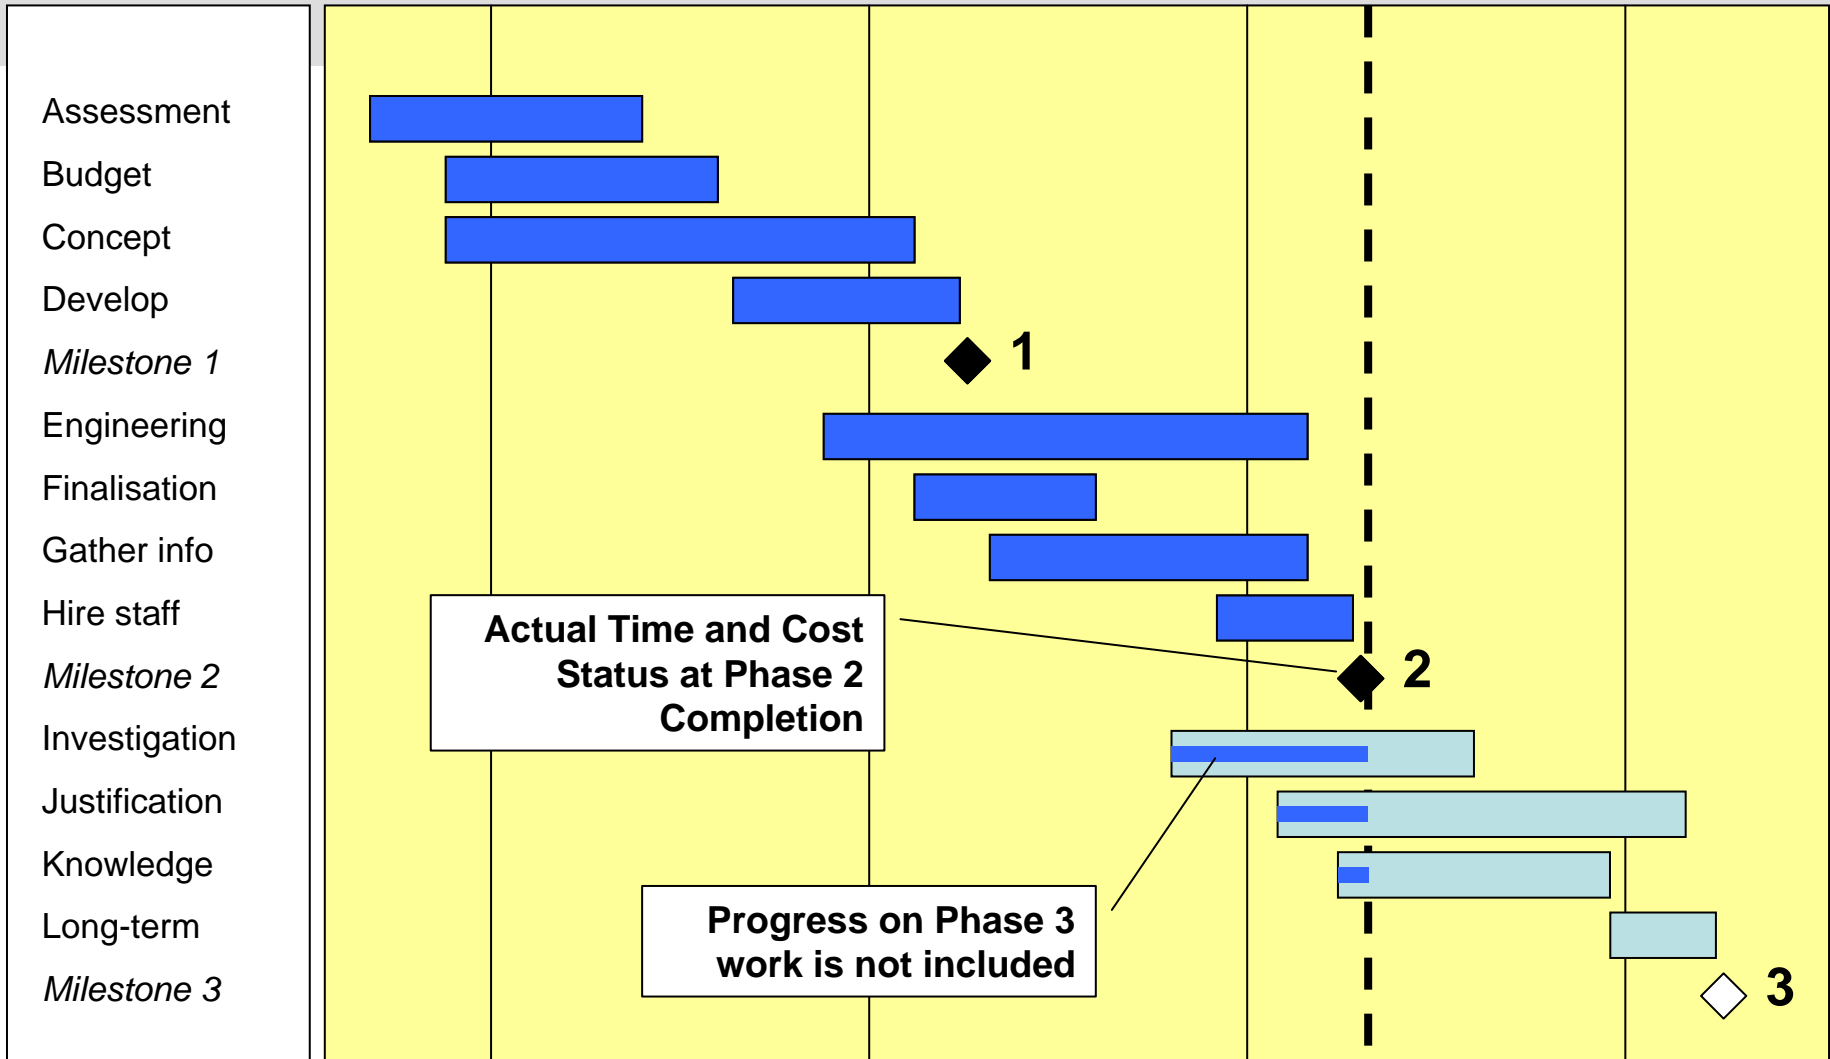 Assessment
Budget
Concept
Develop
Milestone 1
1
Engineering
Finalisation
Gather info
Hire staff
Actual Time and Cost
Status at Phase 2
Completion
Milestone 2
2
Investigation
Justification
Knowledge
Progress on Phase 3
work is not included
Long-term
Milestone 3
3